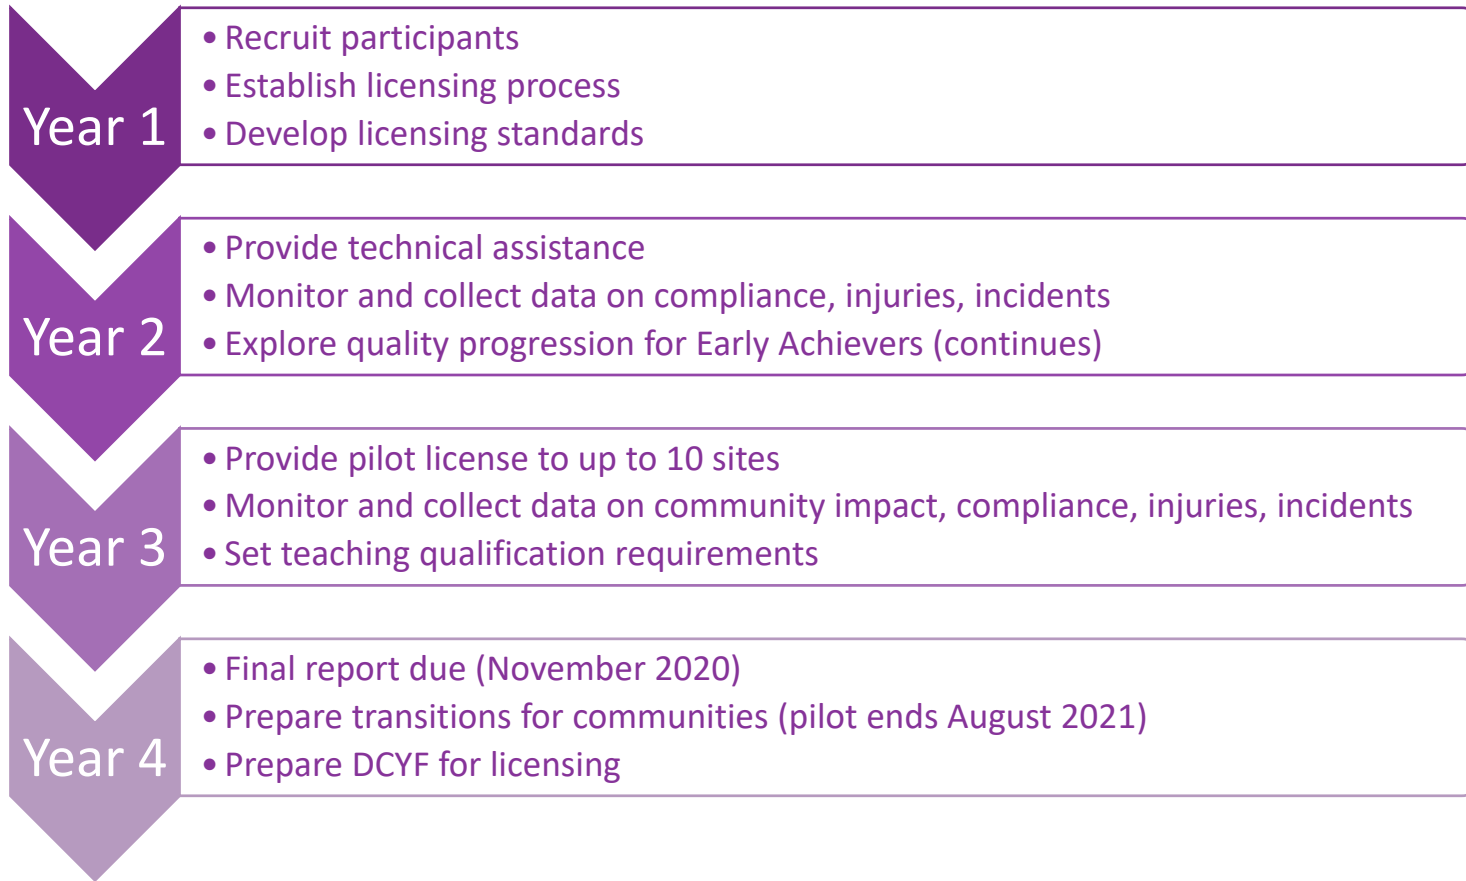 Year 1
• Recruit participants
• Establish licensing process
• Develop licensing standards
Year 2
• Provide technical assistance
• Monitor and collect data on compliance, injuries, incidents
• Explore quality progression for Early Achievers (continues)
Year 3
• Provide pilot license to up to 10 sites
• Monitor and collect data on community impact, compliance, injuries, incidents
• Set teaching qualification requirements
Year 4
• Final report due (November 2020)
• Prepare transitions for communities (pilot ends August 2021)
• Prepare DCYF for licensing